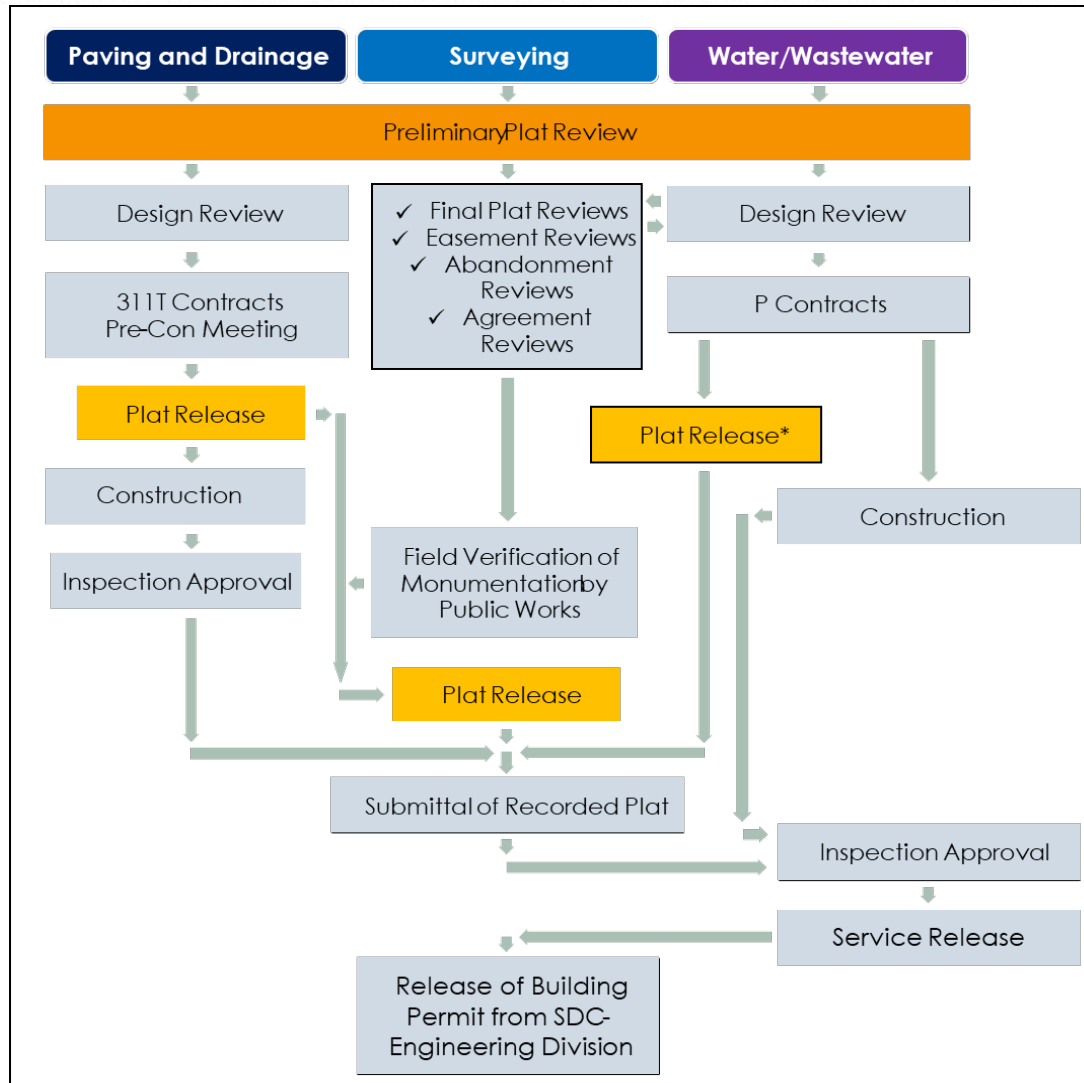 Paving and Drainage
Surveying
Water/Wastewater
PreliminaryPlat Review
Design Review
✓ Final Plat Reviews
✓ Easement Reviews
✓ Abandonment
Reviews
✓ Agreement
Reviews
Design Review
311T Contracts
Pre-Con Meeting
P Contracts
Plat Release
Plat Release*
Construction
Construction
Inspection Approval
Field Verification of
Monumentationby
Public Works
Plat Release
Submittal of Recorded Plat
Inspection Approval
Service Release
Release of Building
Permit from SDC-
Engineering Division